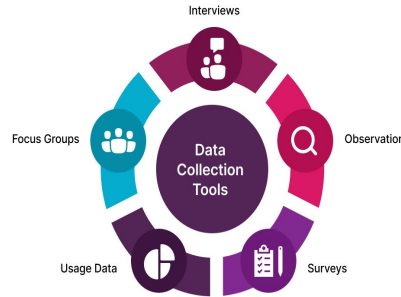 Interviews
Focus Groups
Observation
Data
Collection
Tools
Usage Data
Surveys